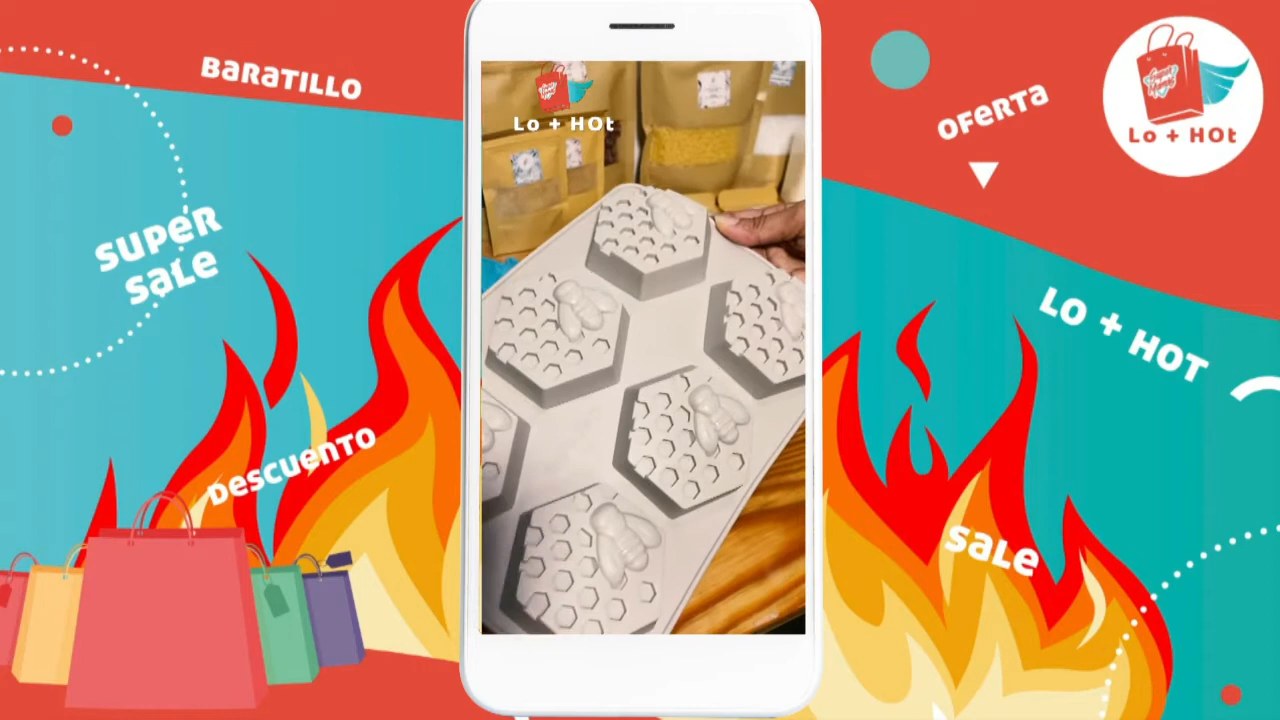 BaRATILLO
OFERTA
Lo + HOt
Lo + HOt
SUPER
SaLe
LO + HOT
DESCUENTO
SaLe